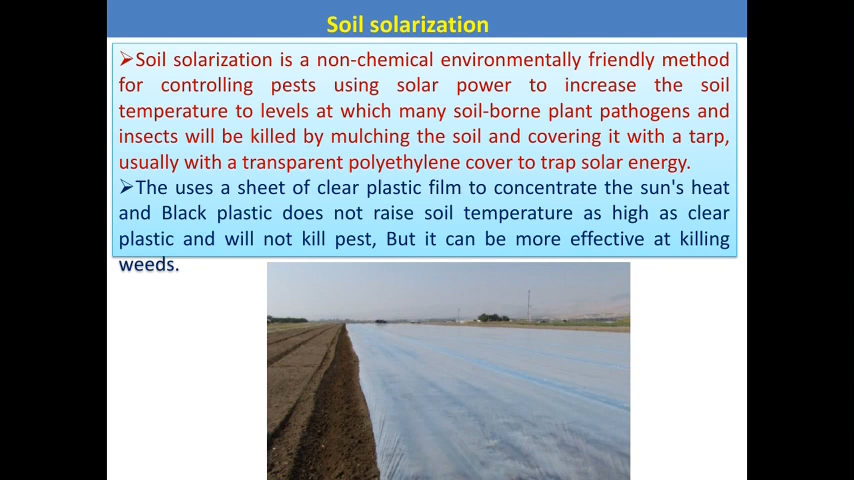 Soil solarization
➢Soil solarization is a non-chemical environmentally friendly method
for controlling pests using solar power to increase the soil
temperature to levels at which many soil-borne plant pathogens and
insects will be killed by mulching the soil and covering it with a tarp,
usually with a transparent polyethylene cover to trap solar energy.
➢The uses a sheet of clear plastic film to concentrate the sun's heat
and Black plastic does not raise soil temperature as high as clear
plastic and will not kill pest, But it can be more effective at killing
weeds.